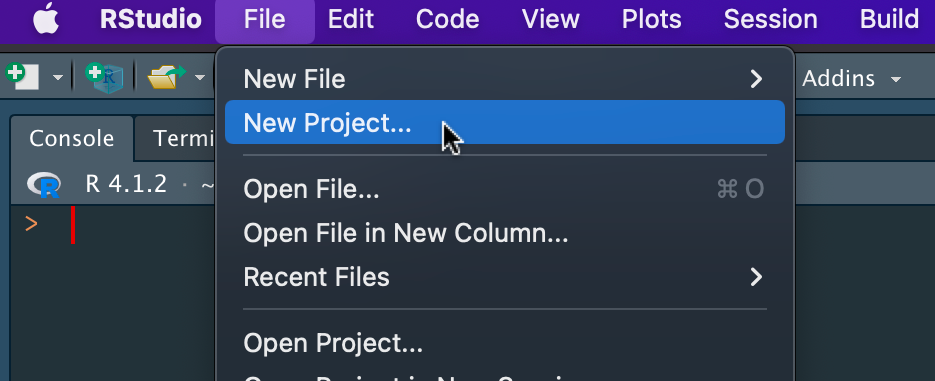 RStudio File Edit Code View Plots Session Build
New File
Addins
New Project...
Console Termi
R 4.1.2 · ~
Open File... ⌘ O
>
Open File in New Column...
Recent Files
Open Project...